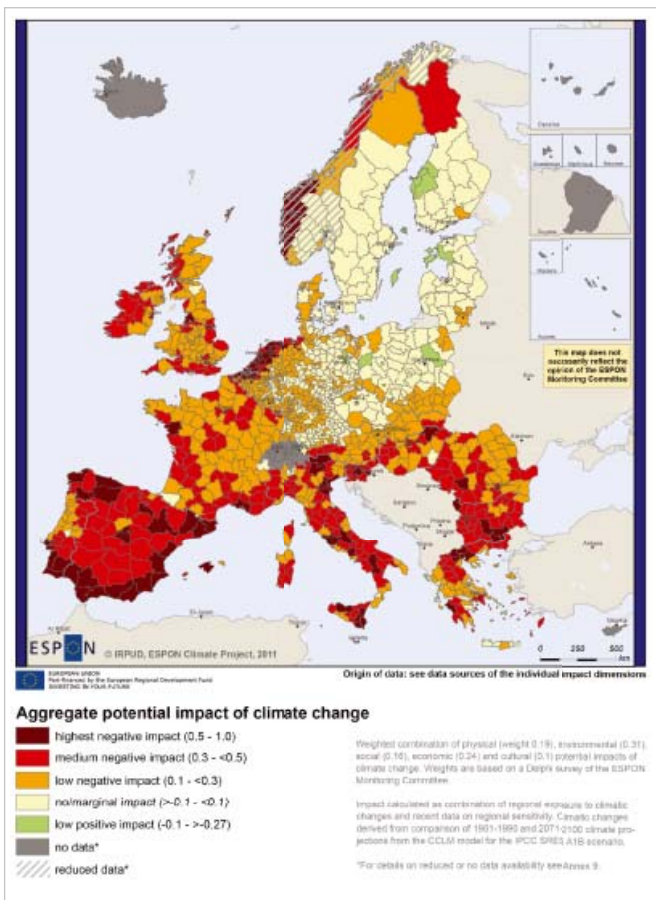 This map does not
necessarily reflect the
opinion of the ESPON
Monitoring Committee
ESPON
© IRPUD, ESPON Climate Project, 2011
0 250 500
km
EUROPEAN UNION
Part-financed by the European Regional Development Fund
INVESTING IN YOUR FUTURE
Origin of data: see data sources of the individual impact dimensions
Aggregate potential impact of climate change
highest negative impact (0.5 - 1.0)
medium negative impact (0.3 - <0.5)
low negative impact (0.1 - <0.3)
no/marginal impact (>-0.1 - <0.1)
low positive impact (-0.1 - >-0.27)
no data*
reduced data*
Weighted combination of physical (weight 0.19), environmental (0.31),
social (0.16), economic (0.24) and cultural (0.1) potential impacts of
climate change. Weights are based on a Delphi survey of the ESPON
Monitoring Committee.
Impact calculated as combination of regional exposure to climatic
changes and recent data on regional sensitivity. Climatic changes
derived from comparison of 1961-1990 and 2071-2100 climate pro-
jections from the CCLM model for the IPCC SRES A1B scenario.
*For details on reduced or no data availability see Annex 9.